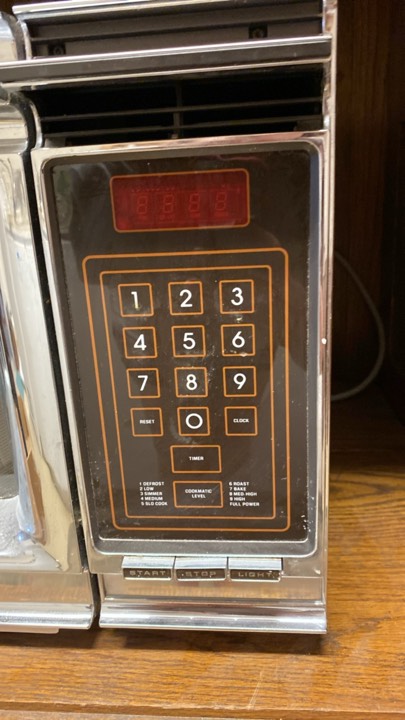 1 2 3
4 5 6
7 8 9
RESET 0 CLOCK
TIMER
1 DEFROST
2 LOW
3 SIMMER
4 MEDIUM
5 SLO COOK
COOKMATIC
LEVEL
6 ROAST
7 BAKE
8 MED-HIGH
9 HIGH
FULL POWER
START STOP LIGHT